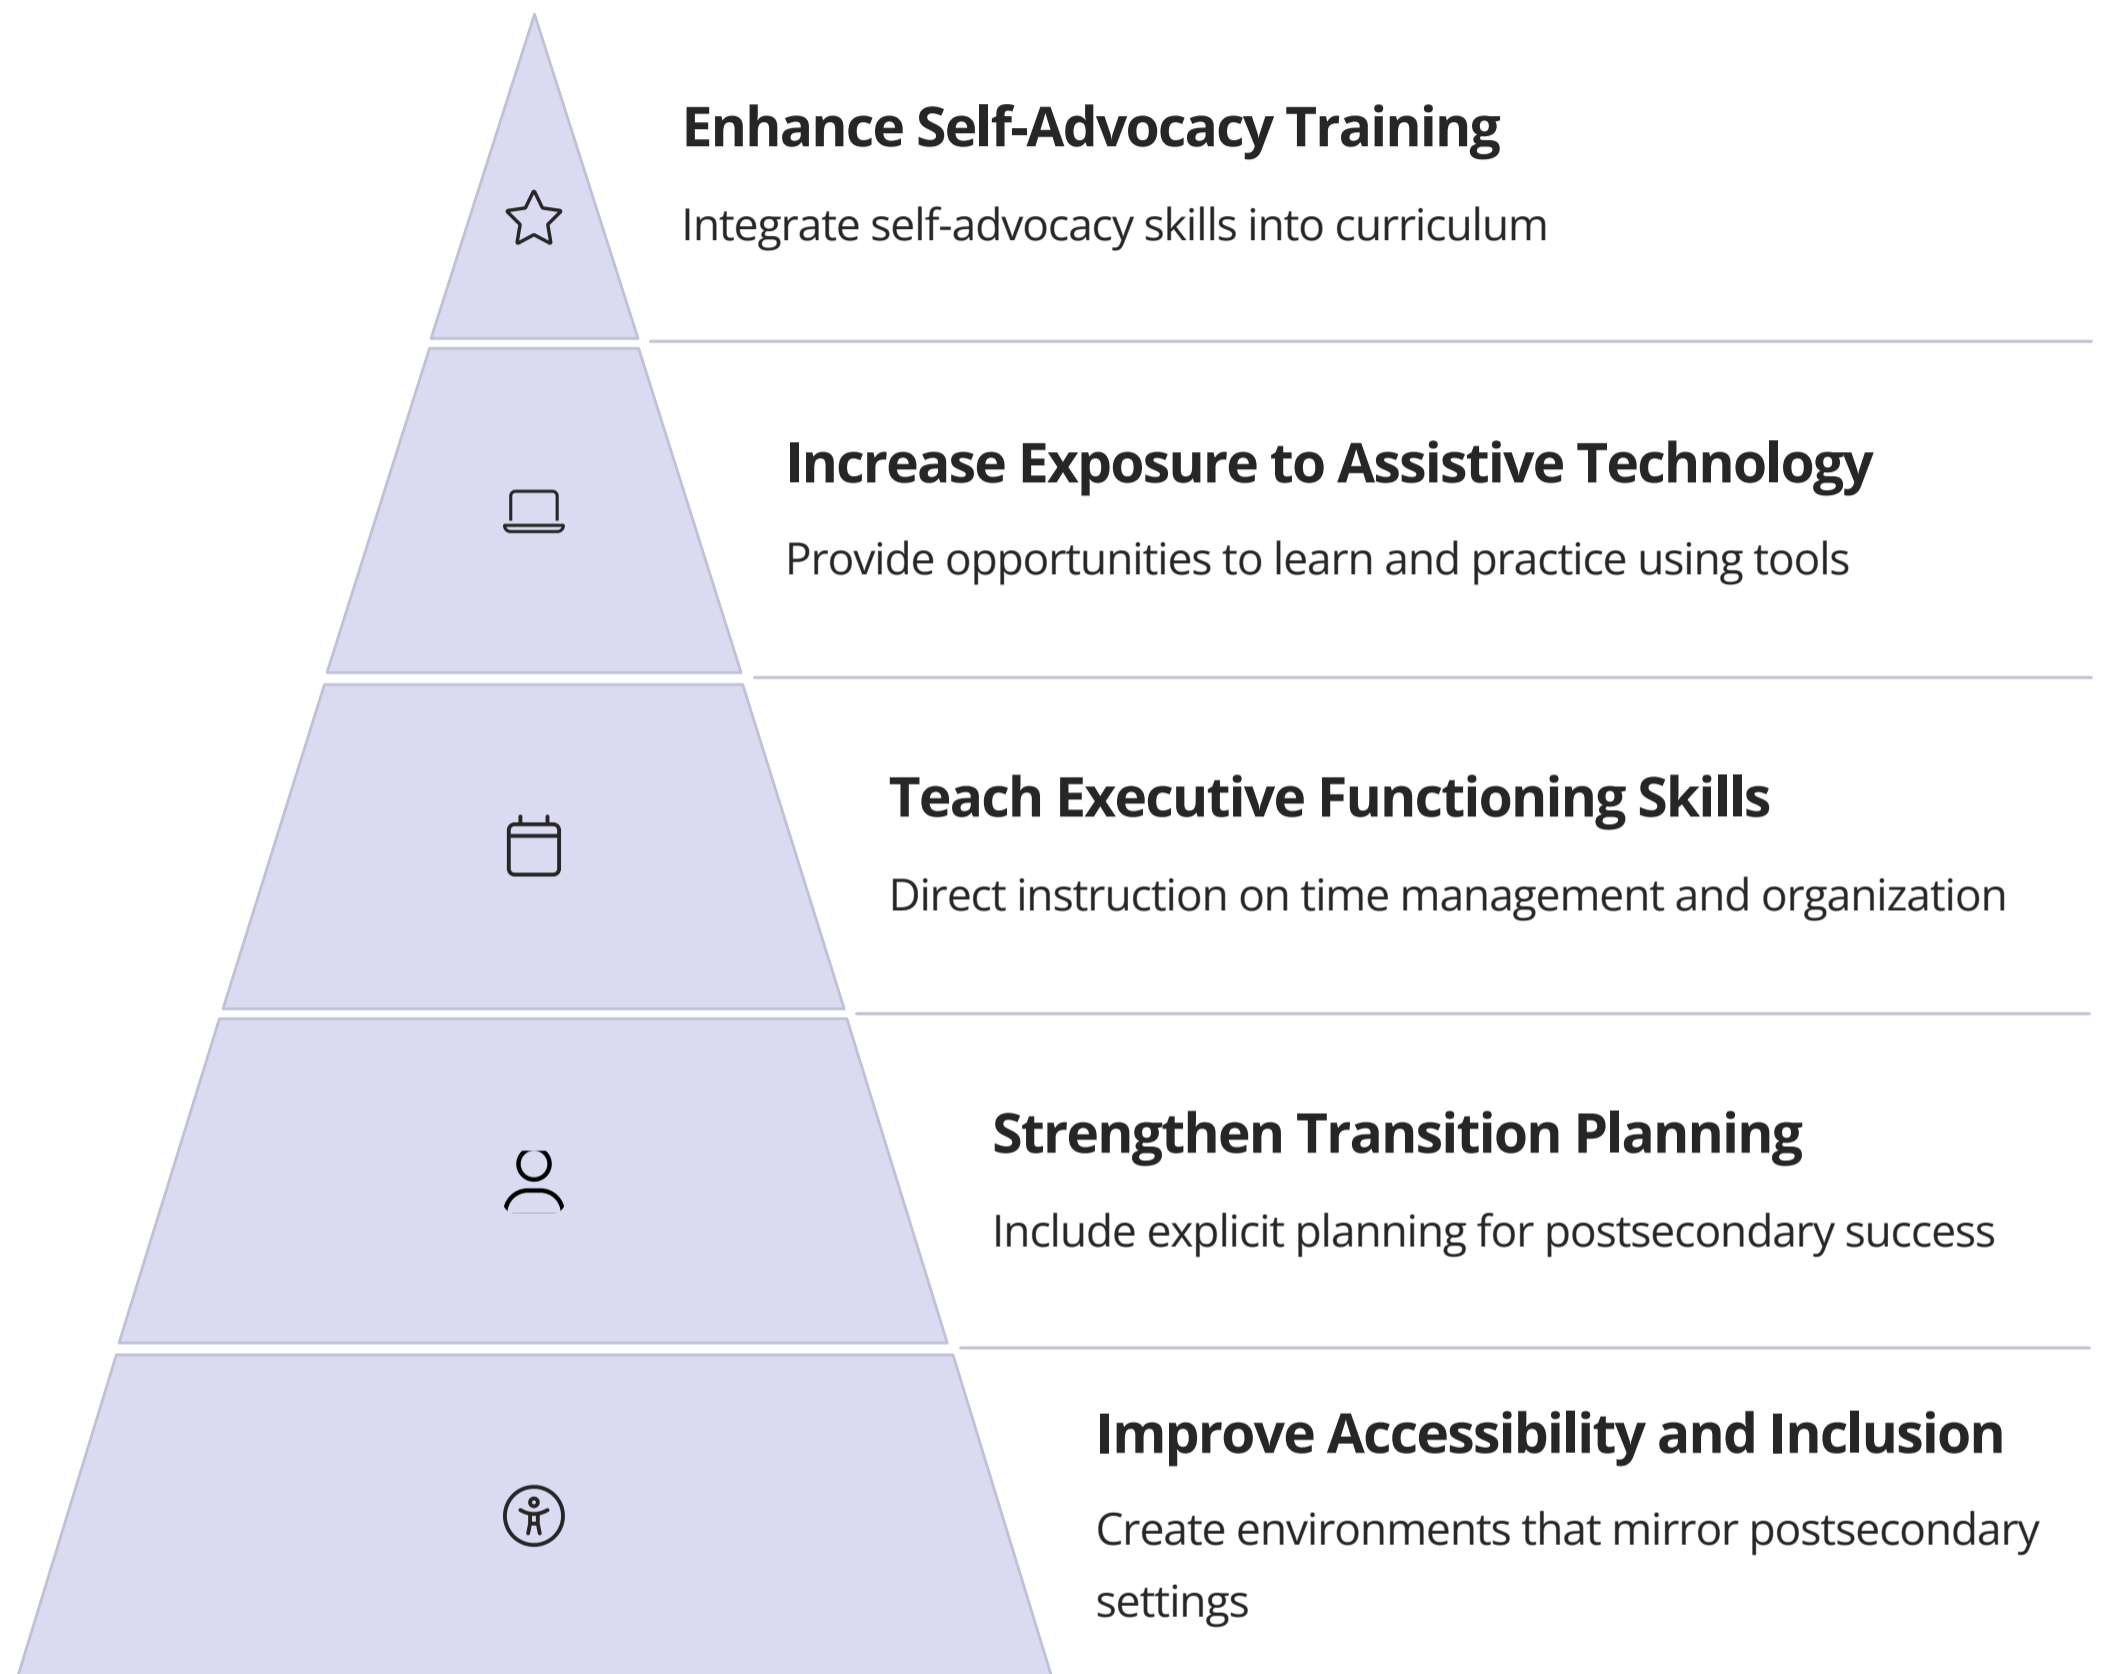 Enhance Self-Advocacy Training
Integrate self-advocacy skills into curriculum
Increase Exposure to Assistive Technology
Provide opportunities to learn and practice using tools
Teach Executive Functioning Skills
Direct instruction on time management and organization
Strengthen Transition Planning
Include explicit planning for postsecondary success
Improve Accessibility and Inclusion
Create environments that mirror postsecondary
settings